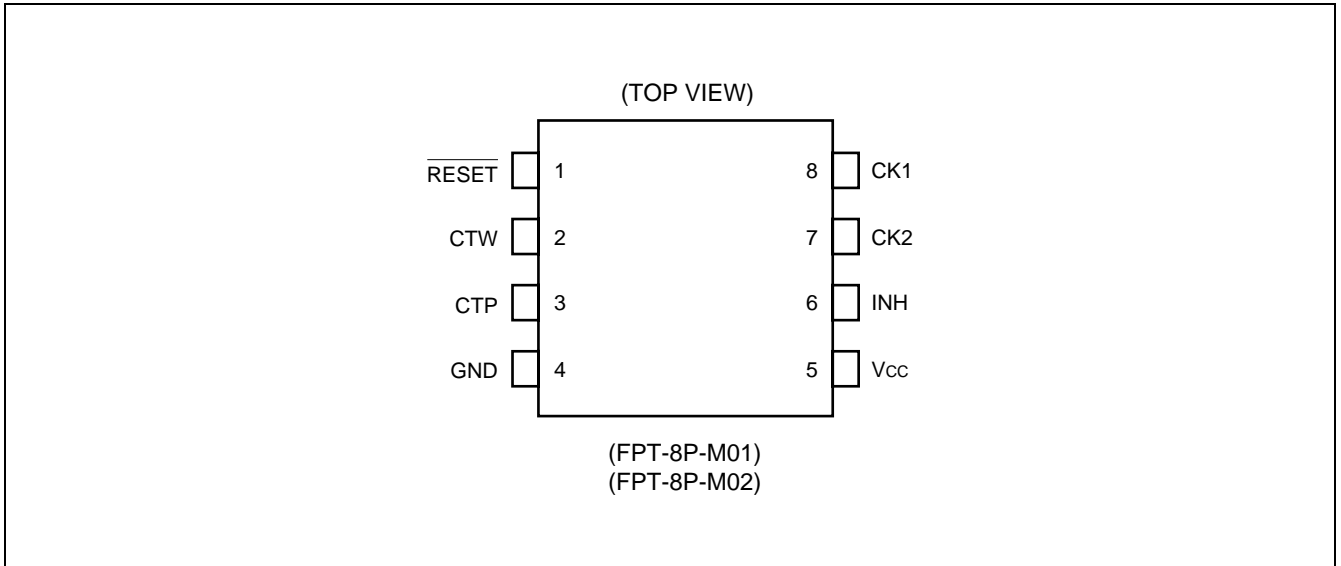 (TOP VIEW)
RESET 1 8 CK1
CTW 2 7 CK2
CTP 3 6 INH
GND 4 5 VCC
(FPT-8P-M01)
(FPT-8P-M02)